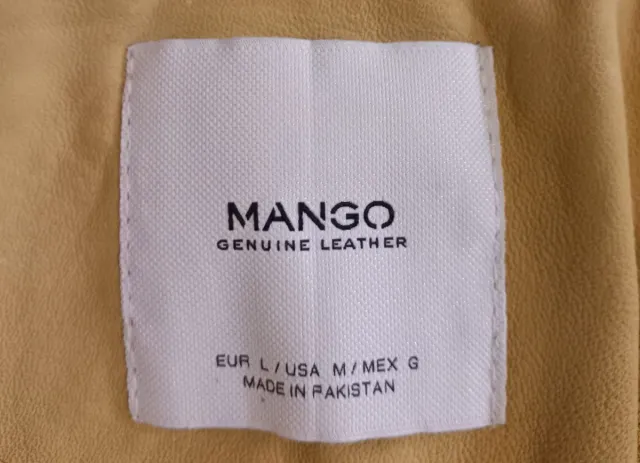 MANGO
GENUINE LEATHER
EUR L / USA M / MEX G
MADE IN PAKISTAN